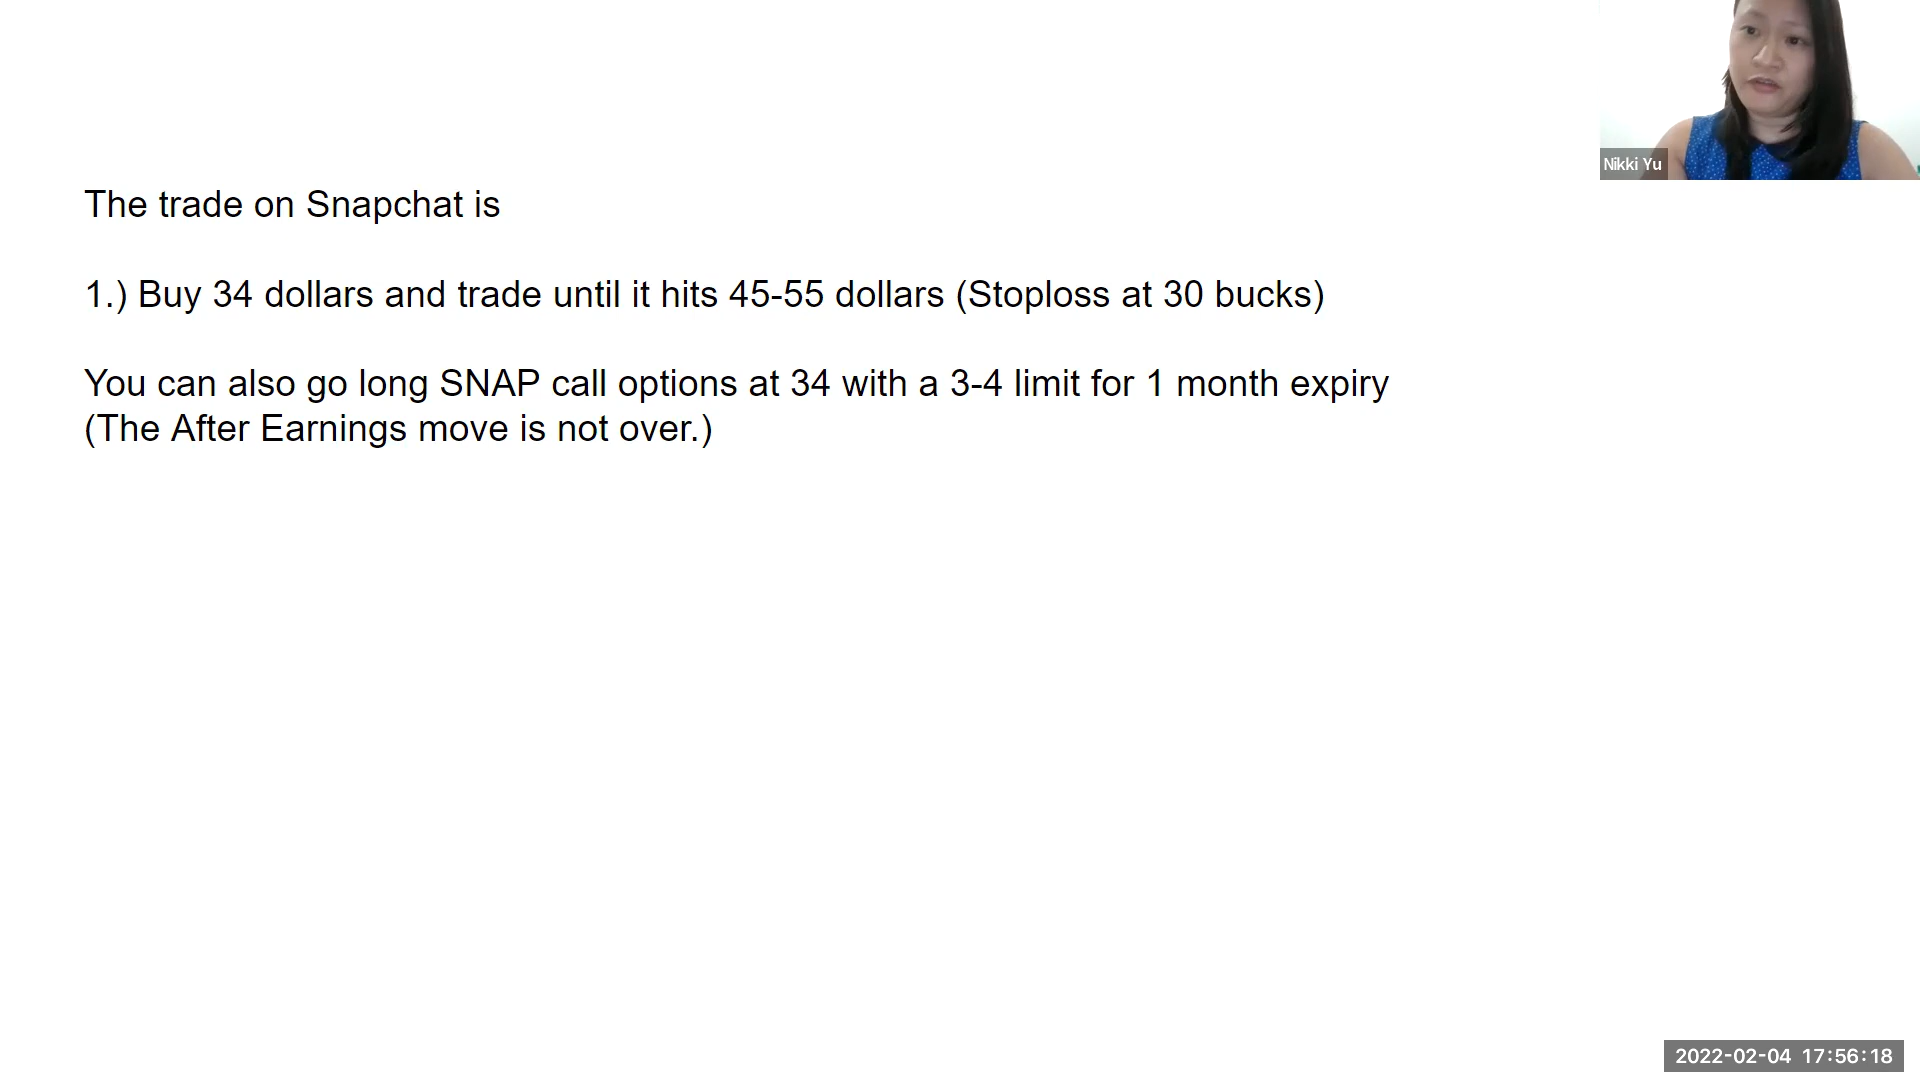 Nikki Yu
The trade on Snapchat is
1.) Buy 34 dollars and trade until it hits 45-55 dollars (Stoploss at 30 bucks)
You can also go long SNAP call options at 34 with a 3-4 limit for 1 month expiry
(The After Earnings move is not over.)
2022-02-04 17:56:18